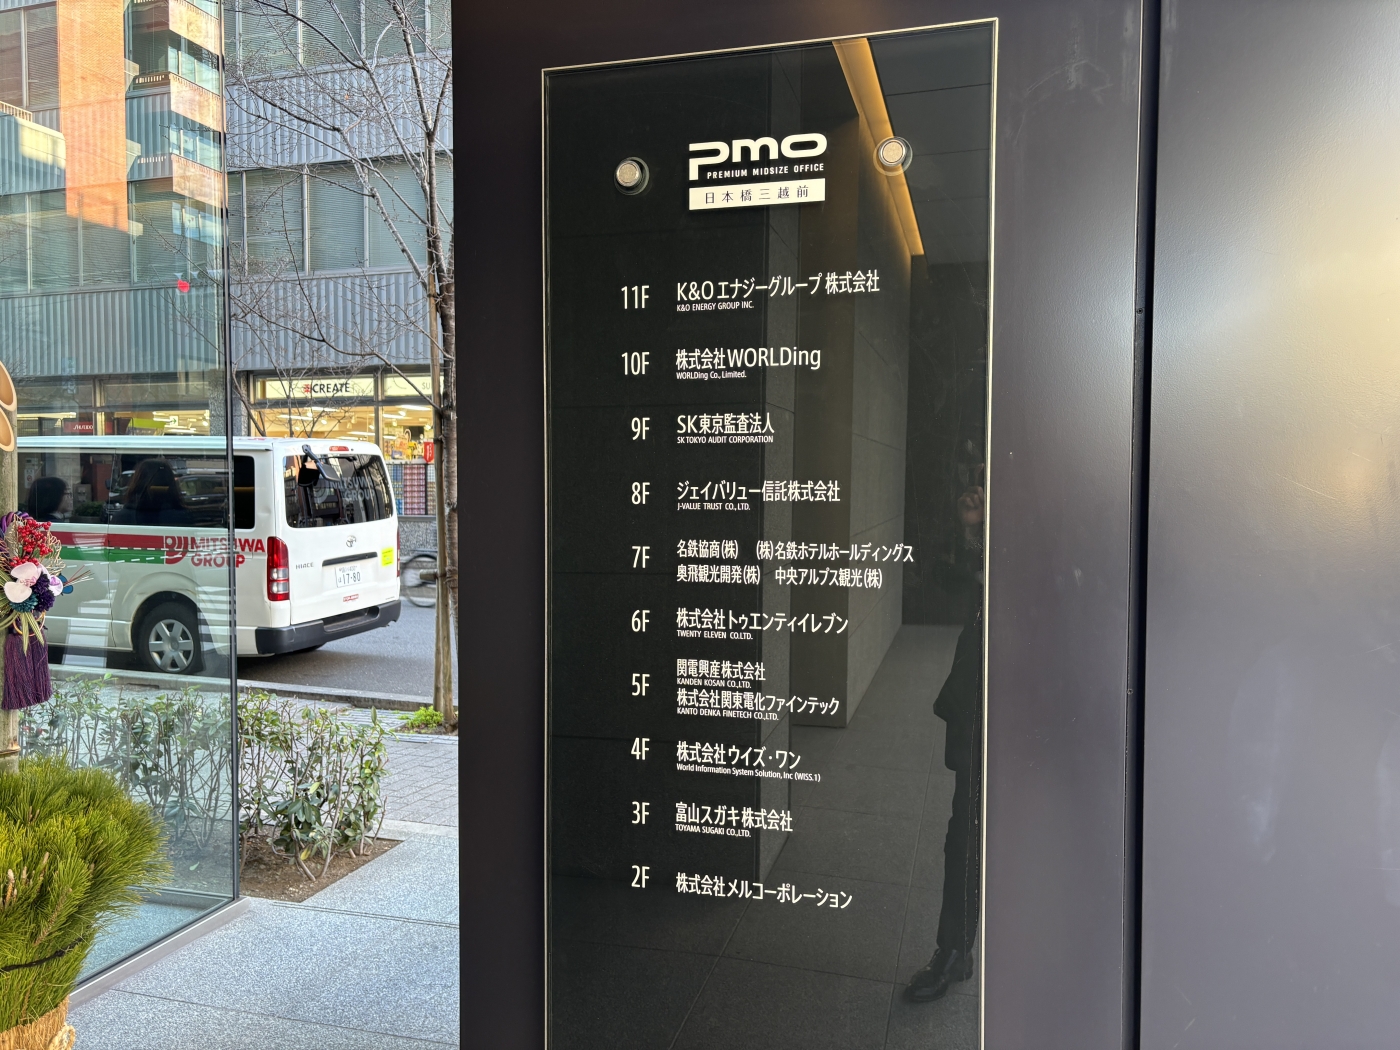 pmo
PREMIUM MIDSIZE OFFICE
日本橋三越前
11F K&Oエナジーグループ 株式会社
K&O ENERGY GROUP INC.
10F 株式会社WORLDing
WORLDing Co., Limited.
9F SK東京監査法人
SK TOKYO AUDIT CORPORATION
8F ジェイバリュー信託株式会社
J-VALUE TRUST CO.,LTD.
7F 名鉄協商(株) (株)名鉄ホテルホールディングス
奥飛観光開発(株) 中央アルプス観光(株)
6F 株式会社トゥエンティイレブン
TWENTY ELEVEN CO.LTD.
5F 関電興産株式会社
KANDEN KOSAN CO.,LTD.
株式会社関東電化ファインテック
KANTO DENKA FINETECH CO.,LTD.
4F 株式会社ウイズ・ワン
World Information System Solution, Inc (WISS.1)
3F 富山スガキ株式会社
TOYAMA SUGAKI CO.,LTD.
2F 株式会社メルコーポレーション
CREATE
SHISEIDO
MITSUWA
GROUP
HIACE
17-80